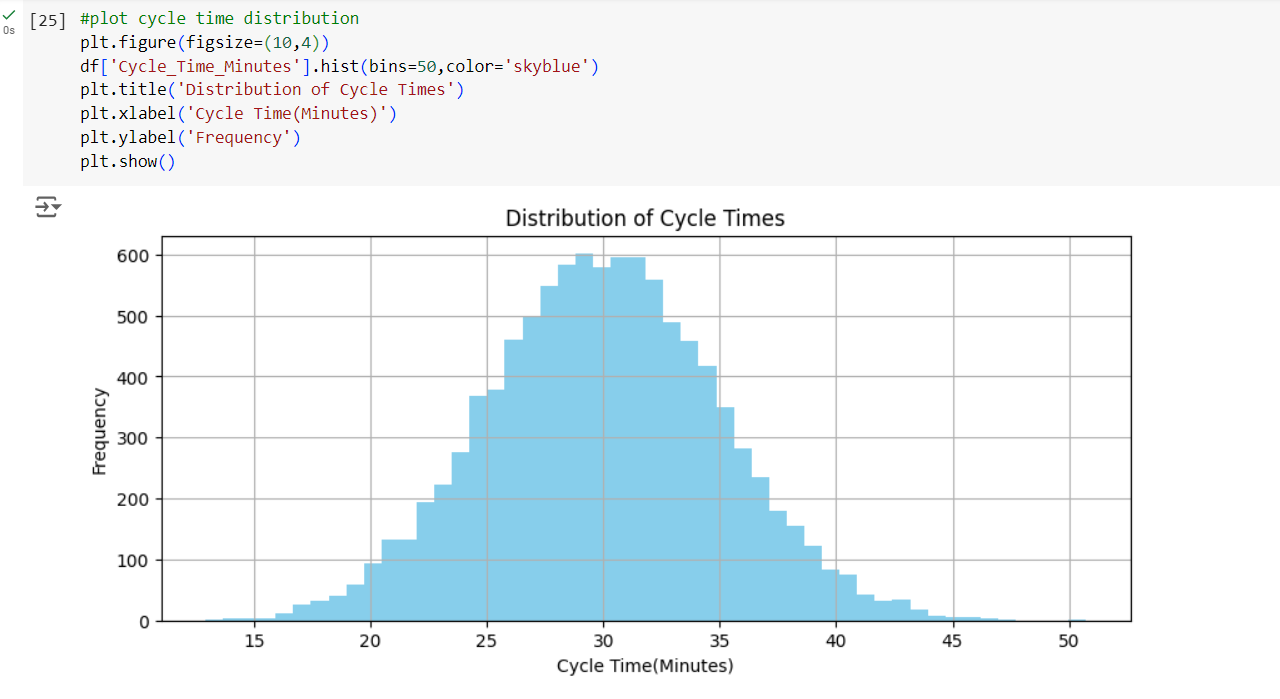 [25] #plot cycle time distribution
0s
plt.figure(figsize=(10,4))
df['Cycle_Time_Minutes'].hist(bins=50,color='skyblue')
plt.title('Distribution of Cycle Times')
plt.xlabel('Cycle Time(Minutes)')
plt.ylabel('Frequency')
plt.show()
Distribution of Cycle Times
600
500
400
300
200
100
0
Frequency
15 20 25 30 35 40 45 50
Cycle Time(Minutes)